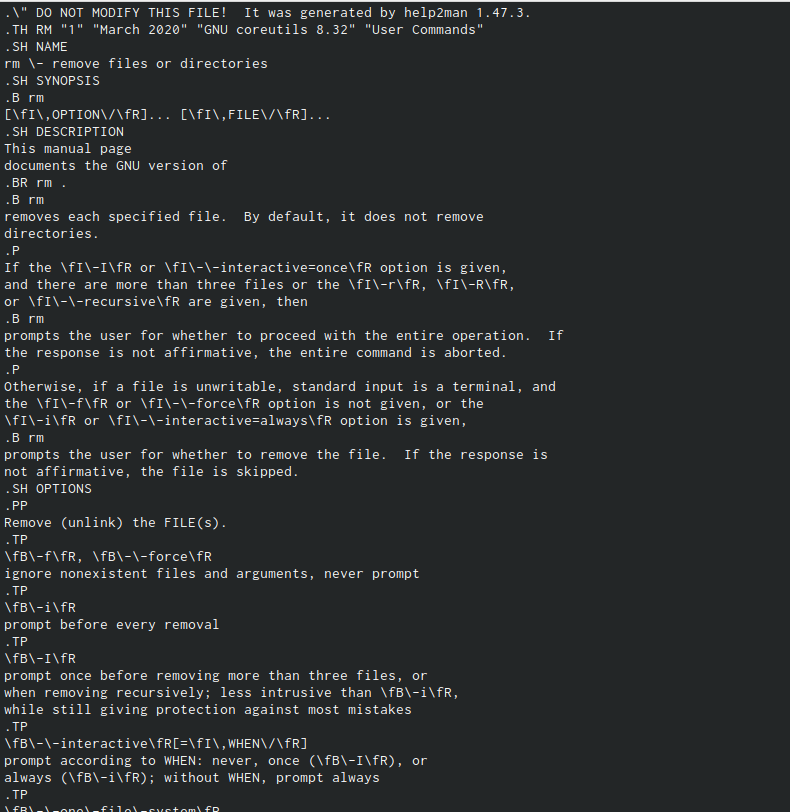 .\" DO NOT MODIFY THIS FILE!  It was generated by help2man 1.47.3.
.TH RM "1" "March 2020" "GNU coreutils 8.32" "User Commands"
.SH NAME
rm \- remove files or directories
.SH SYNOPSIS
.B rm
[\fI\,OPTION\/\fR]... [\fI\,FILE\/\fR]...
.SH DESCRIPTION
This manual page
documents the GNU version of
.BR rm .
.B rm
removes each specified file.  By default, it does not remove
directories.
.P
If the \fI\-I\fR or \fI\-\-interactive=once\fR option is given,
and there are more than three files or the \fI\-r\fR, \fI\-R\fR,
or \fI\-\-recursive\fR are given, then
.B rm
prompts the user for whether to proceed with the entire operation.  If
the response is not affirmative, the entire command is aborted.
.P
Otherwise, if a file is unwritable, standard input is a terminal, and
the \fI\-f\fR or \fI\-\-force\fR option is not given, or the
\fI\-i\fR or \fI\-\-interactive=always\fR option is given,
.B rm
prompts the user for whether to remove the file.  If the response is
not affirmative, the file is skipped.
.SH OPTIONS
.PP
Remove (unlink) the FILE(s).
.TP
\fB\-f\fR, \fB\-\-force\fR
ignore nonexistent files and arguments, never prompt
.TP
\fB\-i\fR
prompt before every removal
.TP
\fB\-I\fR
prompt once before removing more than three files, or
when removing recursively; less intrusive than \fB\-i\fR,
while still giving protection against most mistakes
.TP
\fB\-\-interactive\fR[=\fI\,WHEN\/\fR]
prompt according to WHEN: never, once (\fB\-I\fR), or
always (\fB\-i\fR); without WHEN, prompt always
.TP
\fB\-\-one\-file\-system\fR